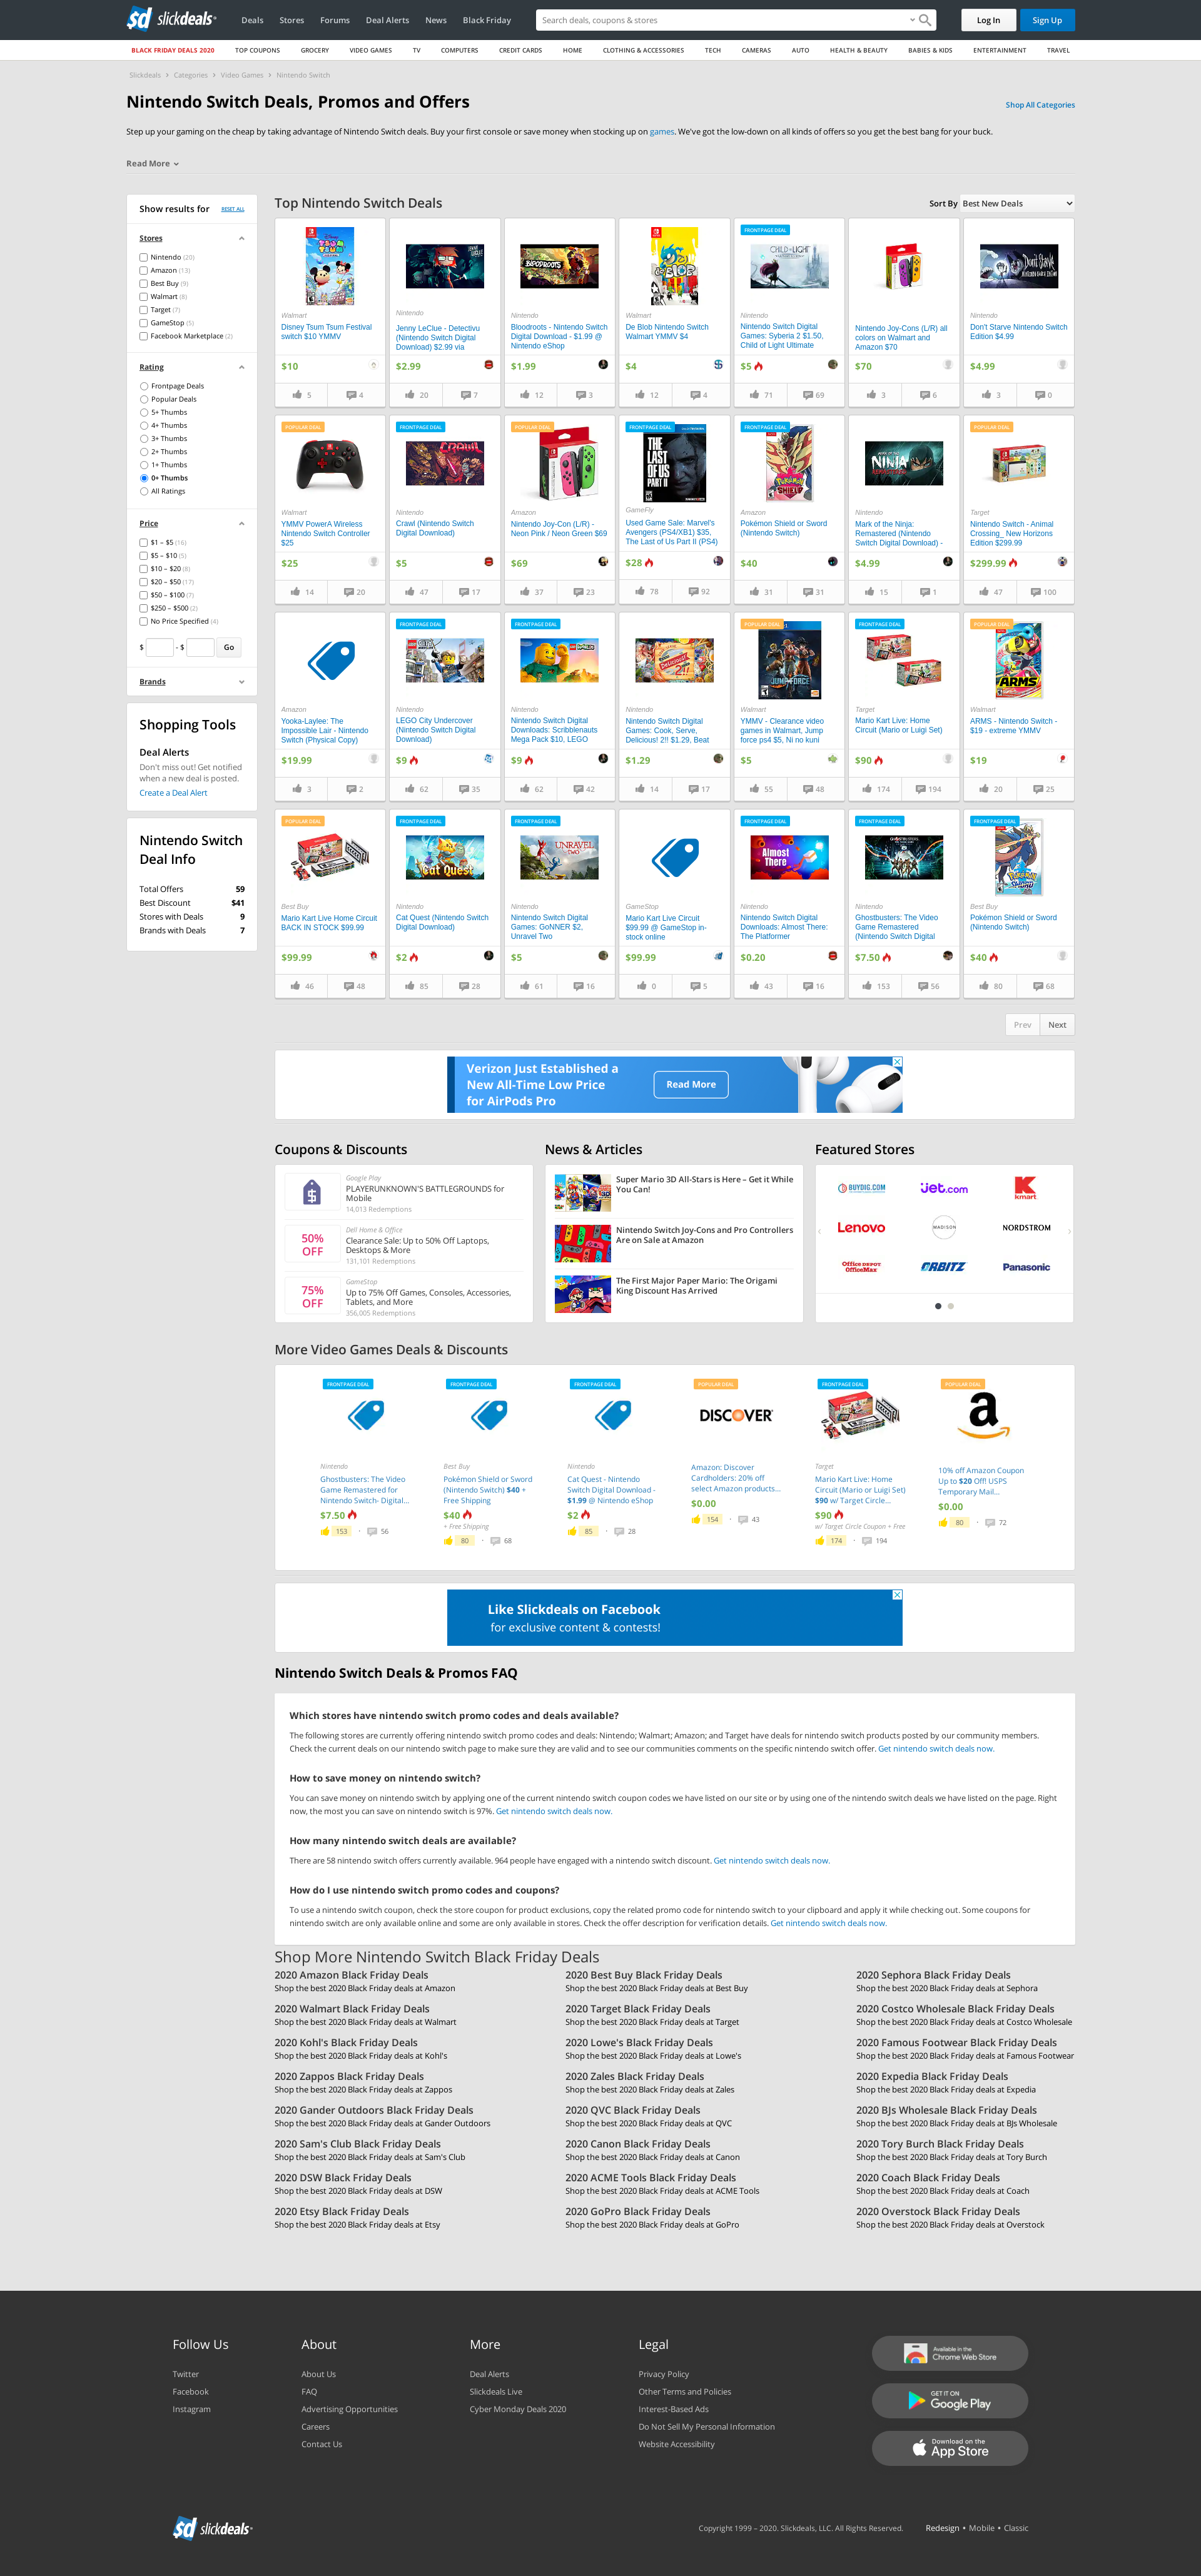 sd slickdeals
Deals Stores Forums Deal Alerts News Black Friday
Search deals, coupons & stores
Log In Sign Up
BLACK FRIDAY DEALS 2020 TOP COUPONS GROCERY VIDEO GAMES TV COMPUTERS CREDIT CARDS HOME CLOTHING & ACCESSORIES TECH CAMERAS AUTO HEALTH & BEAUTY BABIES & KIDS ENTERTAINMENT TRAVEL
Slickdeals > Categories > Video Games > Nintendo Switch
Nintendo Switch Deals, Promos and Offers
Shop All Categories
Step up your gaming on the cheap by taking advantage of Nintendo Switch deals. Buy your first console or save money when stocking up on games. We've got the low-down on all kinds of offers so you get the best bang for your buck.
Read More
Show results for RESET ALL
Stores
Nintendo (20)
Amazon (13)
Best Buy (9)
Walmart (8)
Target (7)
GameStop (5)
Facebook Marketplace (2)
Rating
Frontpage Deals
Popular Deals
5+ Thumbs
4+ Thumbs
3+ Thumbs
2+ Thumbs
1+ Thumbs
0+ Thumbs
All Ratings
Price
$1 – $5 (16)
$5 – $10 (5)
$10 – $20 (8)
$20 – $50 (17)
$50 – $100 (7)
$250 – $500 (2)
No Price Specified (4)
$ - $ Go
Brands
Shopping Tools
Deal Alerts
Don't miss out! Get notified
when a new deal is posted.
Create a Deal Alert
Nintendo Switch
Deal Info
Total Offers 59
Best Discount $41
Stores with Deals 9
Brands with Deals 7
Top Nintendo Switch Deals
Sort By Best New Deals
Walmart
Disney Tsum Tsum Festival
switch $10 YMMV
$10
5 4
Nintendo
Jenny LeClue - Detectivu
(Nintendo Switch Digital
Download) $2.99 via
$2.99
20 7
BLOODROOTS
Nintendo
Bloodroots - Nintendo Switch
Digital Download - $1.99 @
Nintendo eShop
$1.99
12 3
Walmart
De Blob Nintendo Switch
Walmart YMMV $4
$4
12 4
FRONTPAGE DEAL
CHILD of LIGHT
Nintendo
Nintendo Switch Digital
Games: Syberia 2 $1.50,
Child of Light Ultimate
$5
71 69
Nintendo Joy-Cons (L/R) all
colors on Walmart and
Amazon $70
$70
3 6
Don't Starve
Nintendo
Don't Starve Nintendo Switch
Edition $4.99
$4.99
3 0
POPULAR DEAL
Walmart
YMMV PowerA Wireless
Nintendo Switch Controller
$25
$25
14 20
FRONTPAGE DEAL
CRAWL
Nintendo
Crawl (Nintendo Switch
Digital Download)
$5
47 17
POPULAR DEAL
Amazon
Nintendo Joy-Con (L/R) -
Neon Pink / Neon Green $69
$69
37 23
FRONTPAGE DEAL
THE
LAST
OF US
PART II
GameFly
Used Game Sale: Marvel's
Avengers (PS4/XB1) $35,
The Last of Us Part II (PS4)
$28
78 92
FRONTPAGE DEAL
Pokémon
SHIELD
Amazon
Pokémon Shield or Sword
(Nintendo Switch)
$40
31 31
NINJA
Nintendo
Mark of the Ninja:
Remastered (Nintendo
Switch Digital Download) -
$4.99
15 1
POPULAR DEAL
Target
Nintendo Switch - Animal
Crossing_ New Horizons
Edition $299.99
$299.99
47 100
Amazon
Yooka-Laylee: The
Impossible Lair - Nintendo
Switch (Physical Copy)
$19.99
3 2
FRONTPAGE DEAL
Nintendo
LEGO City Undercover
(Nintendo Switch Digital
Download)
$9
62 35
FRONTPAGE DEAL
Nintendo
Nintendo Switch Digital
Downloads: Scribblenauts
Mega Pack $10, LEGO
$9
62 42
Nintendo
Nintendo Switch Digital
Games: Cook, Serve,
Delicious! 2!! $1.29, Beat
$1.29
14 17
POPULAR DEAL
JUMP FORCE
Walmart
YMMV - Clearance video
games in Walmart, Jump
force ps4 $5, Ni no kuni
$5
55 48
FRONTPAGE DEAL
Target
Mario Kart Live: Home
Circuit (Mario or Luigi Set)
$90
174 194
POPULAR DEAL
ARMS
Walmart
ARMS - Nintendo Switch -
$19 - extreme YMMV
$19
20 25
POPULAR DEAL
Best Buy
Mario Kart Live Home Circuit
BACK IN STOCK $99.99
$99.99
46 48
FRONTPAGE DEAL
Cat Quest
Nintendo
Cat Quest (Nintendo Switch
Digital Download)
$2
85 28
FRONTPAGE DEAL
UNRAVEL
TWO
Nintendo
Nintendo Switch Digital
Games: GoNNER $2,
Unravel Two
$5
61 16
GameStop
Mario Kart Live Circuit
$99.99 @ GameStop in-
stock online
$99.99
0 5
FRONTPAGE DEAL
Almost
There
Nintendo
Nintendo Switch Digital
Downloads: Almost There:
The Platformer
$0.20
43 16
FRONTPAGE DEAL
Nintendo
Ghostbusters: The Video
Game Remastered
(Nintendo Switch Digital
$7.50
153 56
FRONTPAGE DEAL
Best Buy
Pokémon Shield or Sword
(Nintendo Switch)
$40
80 68
Prev Next
Verizon Just Established a
New All-Time Low Price
for AirPods Pro
Read More
Coupons & Discounts
Google Play
PLAYERUNKNOWN'S BATTLEGROUNDS for
Mobile
14,013 Redemptions
50%
OFF
Dell Home & Office
Clearance Sale: Up to 50% Off Laptops,
Desktops & More
131,101 Redemptions
75%
OFF
GameStop
Up to 75% Off Games, Consoles, Accessories,
Tablets, and More
356,005 Redemptions
News & Articles
Super Mario 3D All-Stars is Here – Get it While
You Can!
Nintendo Switch Joy-Cons and Pro Controllers
Are on Sale at Amazon
The First Major Paper Mario: The Origami
King Discount Has Arrived
Featured Stores
BUYDIG.COM jet.com kmart
Lenovo MADISON NORDSTROM
Office DEPOT OfficeMax ORBITZ Panasonic
More Video Games Deals & Discounts
FRONTPAGE DEAL
Nintendo
Ghostbusters: The Video
Game Remastered for
Nintendo Switch- Digital...
$7.50
153 • 56
FRONTPAGE DEAL
Best Buy
Pokémon Shield or Sword
(Nintendo Switch) $40 +
Free Shipping
$40
+ Free Shipping
80 • 68
FRONTPAGE DEAL
Nintendo
Cat Quest - Nintendo
Switch Digital Download -
$1.99 @ Nintendo eShop
$2
85 • 28
POPULAR DEAL
DISCOVER
Amazon: Discover
Cardholders: 20% off
select Amazon products...
$0.00
154 • 43
FRONTPAGE DEAL
Target
Mario Kart Live: Home
Circuit (Mario or Luigi Set)
$90 w/ Target Circle...
$90
w/ Target Circle Coupon + Free
174 • 194
POPULAR DEAL
a
10% off Amazon Coupon
Up to $20 Off! USPS
Temporary Mail...
$0.00
80 • 72
Like Slickdeals on Facebook
for exclusive content & contests!
Nintendo Switch Deals & Promos FAQ
Which stores have nintendo switch promo codes and deals available?
The following stores are currently offering nintendo switch promo codes and deals: Nintendo; Walmart; Amazon; and Target have deals for nintendo switch products posted by our community members.
Check the current deals on our nintendo switch page to make sure they are valid and to see our communities comments on the specific nintendo switch offer. Get nintendo switch deals now.
How to save money on nintendo switch?
You can save money on nintendo switch by applying one of the current nintendo switch coupon codes we have listed on our site or by using one of the nintendo switch deals we have listed on the page. Right
now, the most you can save on nintendo switch is 97%. Get nintendo switch deals now.
How many nintendo switch deals are available?
There are 58 nintendo switch offers currently available. 964 people have engaged with a nintendo switch discount. Get nintendo switch deals now.
How do I use nintendo switch promo codes and coupons?
To use a nintendo switch coupon, check the store coupon for product exclusions, copy the related promo code for nintendo switch to your clipboard and apply it while checking out. Some coupons for
nintendo switch are only available online and some are only available in stores. Check the offer description for verification details. Get nintendo switch deals now.
Shop More Nintendo Switch Black Friday Deals
2020 Amazon Black Friday Deals 2020 Best Buy Black Friday Deals 2020 Sephora Black Friday Deals
Shop the best 2020 Black Friday deals at Amazon Shop the best 2020 Black Friday deals at Best Buy Shop the best 2020 Black Friday deals at Sephora
2020 Walmart Black Friday Deals 2020 Target Black Friday Deals 2020 Costco Wholesale Black Friday Deals
Shop the best 2020 Black Friday deals at Walmart Shop the best 2020 Black Friday deals at Target Shop the best 2020 Black Friday deals at Costco Wholesale
2020 Kohl's Black Friday Deals 2020 Lowe's Black Friday Deals 2020 Famous Footwear Black Friday Deals
Shop the best 2020 Black Friday deals at Kohl's Shop the best 2020 Black Friday deals at Lowe's Shop the best 2020 Black Friday deals at Famous Footwear
2020 Zappos Black Friday Deals 2020 Zales Black Friday Deals 2020 Expedia Black Friday Deals
Shop the best 2020 Black Friday deals at Zappos Shop the best 2020 Black Friday deals at Zales Shop the best 2020 Black Friday deals at Expedia
2020 Gander Outdoors Black Friday Deals 2020 QVC Black Friday Deals 2020 BJs Wholesale Black Friday Deals
Shop the best 2020 Black Friday deals at Gander Outdoors Shop the best 2020 Black Friday deals at QVC Shop the best 2020 Black Friday deals at BJs Wholesale
2020 Sam's Club Black Friday Deals 2020 Canon Black Friday Deals 2020 Tory Burch Black Friday Deals
Shop the best 2020 Black Friday deals at Sam's Club Shop the best 2020 Black Friday deals at Canon Shop the best 2020 Black Friday deals at Tory Burch
2020 DSW Black Friday Deals 2020 ACME Tools Black Friday Deals 2020 Coach Black Friday Deals
Shop the best 2020 Black Friday deals at DSW Shop the best 2020 Black Friday deals at ACME Tools Shop the best 2020 Black Friday deals at Coach
2020 Etsy Black Friday Deals 2020 GoPro Black Friday Deals 2020 Overstock Black Friday Deals
Shop the best 2020 Black Friday deals at Etsy Shop the best 2020 Black Friday deals at GoPro Shop the best 2020 Black Friday deals at Overstock
Follow Us
Twitter
Facebook
Instagram
About
About Us
FAQ
Advertising Opportunities
Careers
Contact Us
More
Deal Alerts
Slickdeals Live
Cyber Monday Deals 2020
Legal
Privacy Policy
Other Terms and Policies
Interest-Based Ads
Do Not Sell My Personal Information
Website Accessibility
Available in the
Chrome Web Store
GET IT ON
Google Play
Download on the
App Store
sd slickdeals
Copyright 1999 – 2020. Slickdeals, LLC. All Rights Reserved. Redesign • Mobile • Classic